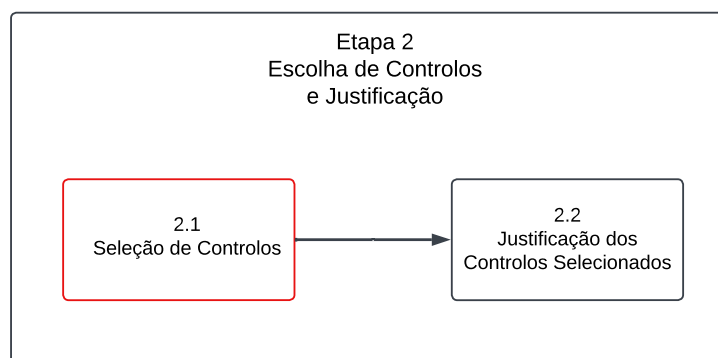 Etapa 2
Escolha de Controlos
e Justificação
2.1
Seleção de Controlos
2.2
Justificação dos
Controlos Selecionados